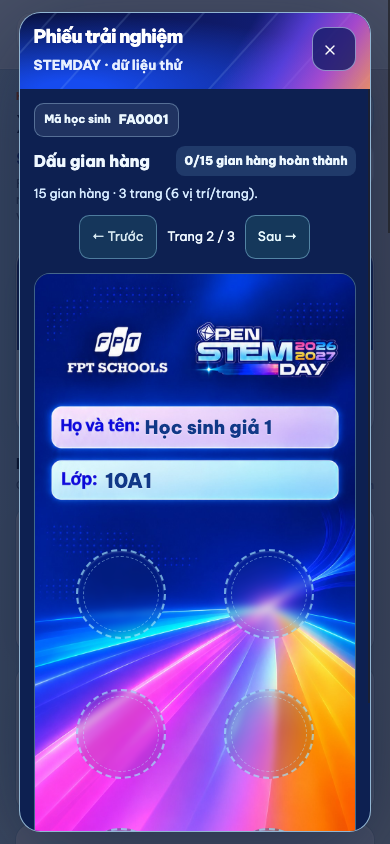 Phiếu trải nghiệm
STEMDAY · dữ liệu thử
×
Mã học sinh FA0001
Dấu gian hàng
0/15 gian hàng hoàn thành
15 gian hàng · 3 trang (6 vị trí/trang).
← Trước
Trang 2 / 3
Sau →
FPT
FPT SCHOOLS
OPEN
STEM 2026 2027
DAY
Họ và tên: Học sinh giả 1
Lớp: 10A1